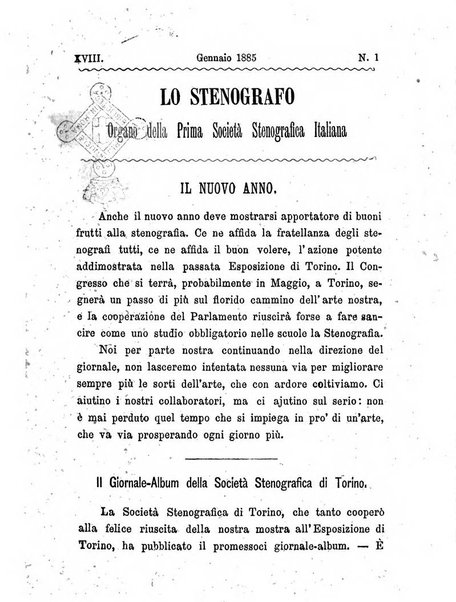 XVIII. Gennaio 1885 N. 1
LO STENOGRAFO
Organo della Prima Società Stenografica Italiana
IL NUOVO ANNO.
Anche il nuovo anno deve mostrarsi apportatore di buoni
frutti alla stenografia. Ce ne affida la fratellanza degli ste-
nografi tutti, ce ne affida il buon volere, l'azione potente
addimostrata nella passata Esposizione di Torino. Il Con-
gresso che si terrà, probabilmente in Maggio, a Torino, se-
gnerà un passo di più sul florido cammino dell'arte nostra,
e la cooperazione del Parlamento riuscirà forse a fare san-
cire come uno studio obbligatorio nelle scuole la Stenografia.
Noi per parte nostra continuando nella direzione del
giornale, non lasceremo intentata nessuna via per migliorare
sempre più le sorti dell'arte, che con ardore coltiviamo. Ci
aiutino i nostri collaboratori, ma ci ajutino sul serio: non
è mai perduto quel tempo che si impiega in pro' di un'arte,
che va via prosperando ogni giorno più.
Il Giornale-Album della Società Stenografica di Torino.
La Società Stenografica di Torino, che tanto cooperò
alla felice riuscita della nostra mostra all'Esposizione di
Torino, ha pubblicato il promessoci giornale-album. — È